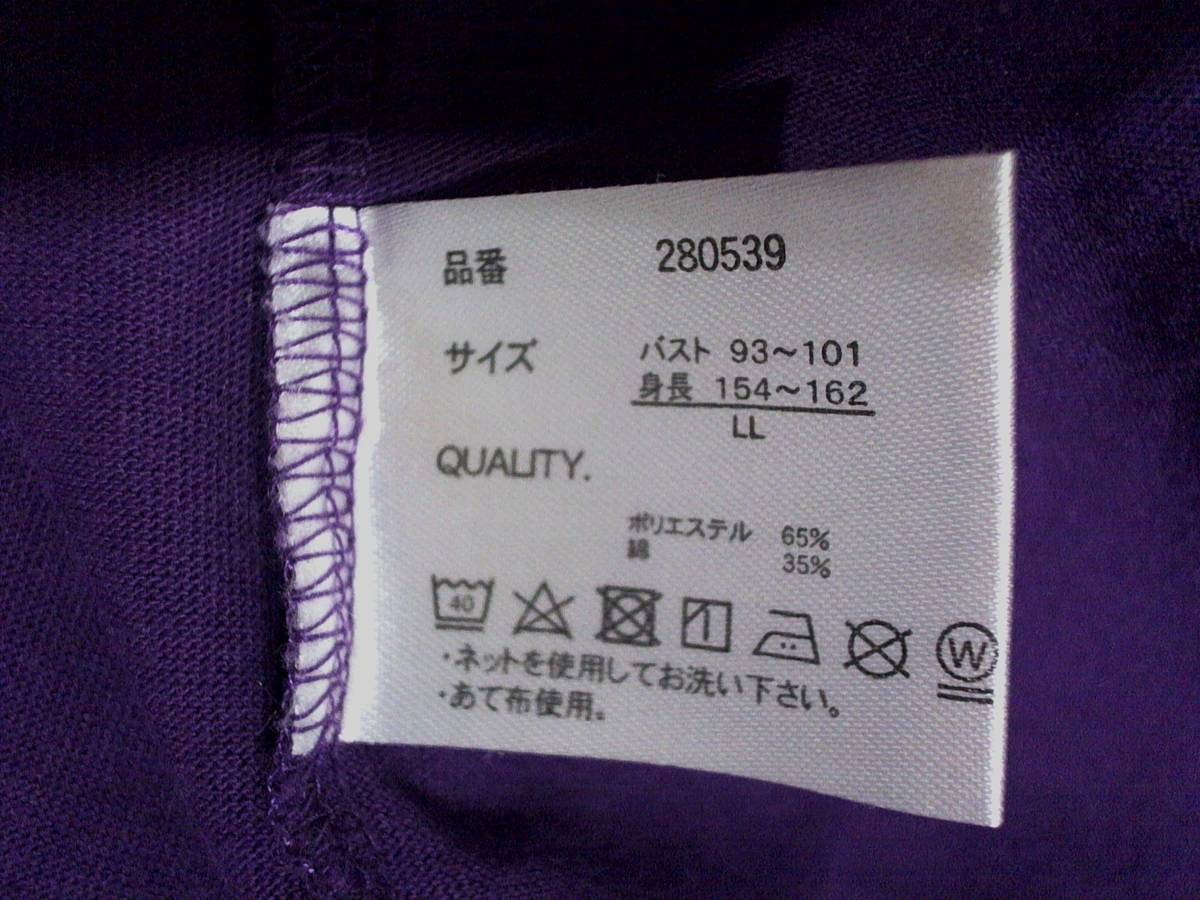 品番 280539
サイズ バスト 93〜101
身長 154〜162
LL
QUALITY.
ポリエステル 65%
綿 35%
40
W
・ネットを使用してお洗い下さい。
・あて布使用。